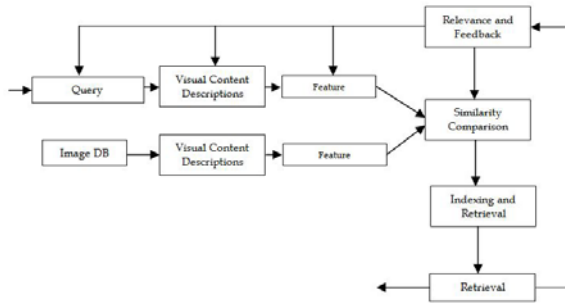 Relevance and
Feedback
Query
Visual Content
Descriptions
Feature
Similarity
Comparison
Image DB
Visual Content
Descriptions
Feature
Indexing and
Retrieval
Retrieval